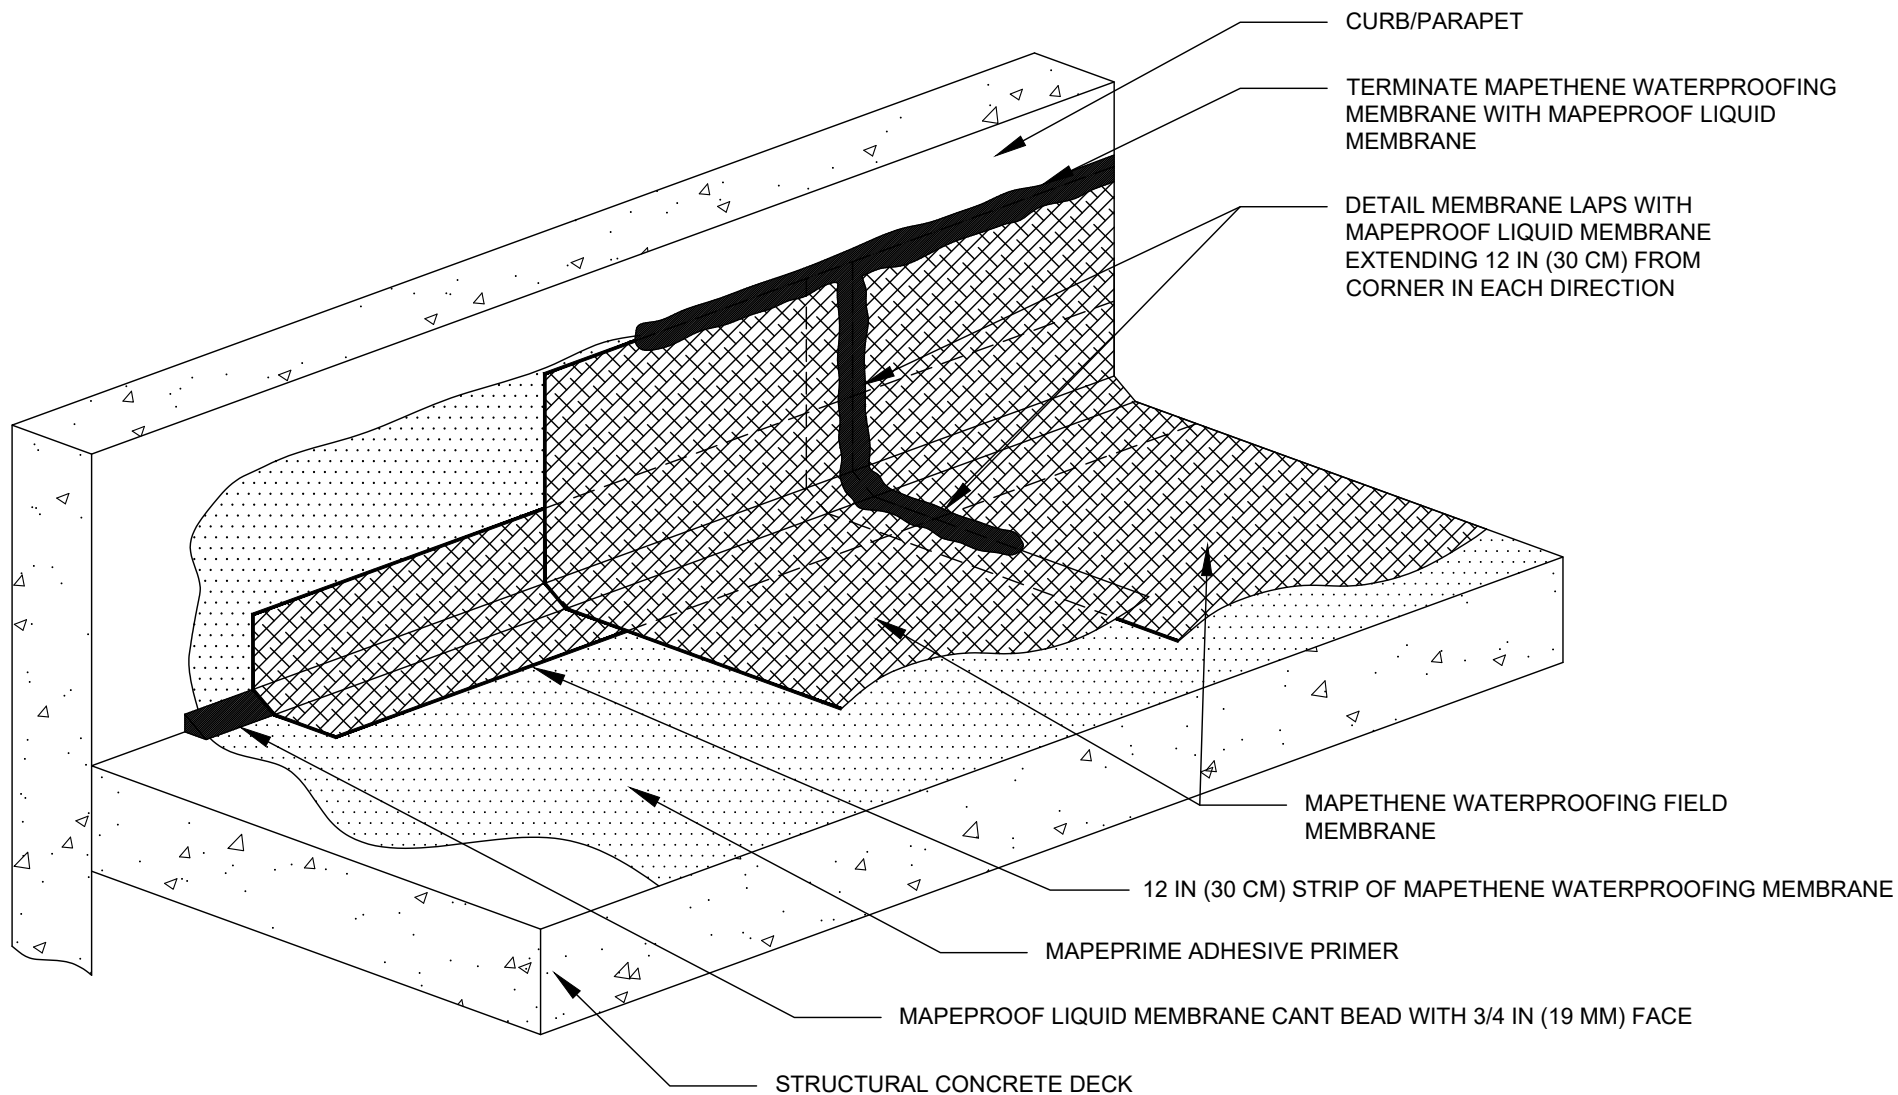 CURB/PARAPET
TERMINATE MAPETHENE WATERPROOFING
MEMBRANE WITH MAPEPROOF LIQUID
MEMBRANE
DETAIL MEMBRANE LAPS WITH
MAPEPROOF LIQUID MEMBRANE
EXTENDING 12 IN (30 CM) FROM
CORNER IN EACH DIRECTION
MAPETHENE WATERPROOFING FIELD
MEMBRANE
12 IN (30 CM) STRIP OF MAPETHENE WATERPROOFING MEMBRANE
MAPEPRIME ADHESIVE PRIMER
MAPEPROOF LIQUID MEMBRANE CANT BEAD WITH 3/4 IN (19 MM) FACE
STRUCTURAL CONCRETE DECK